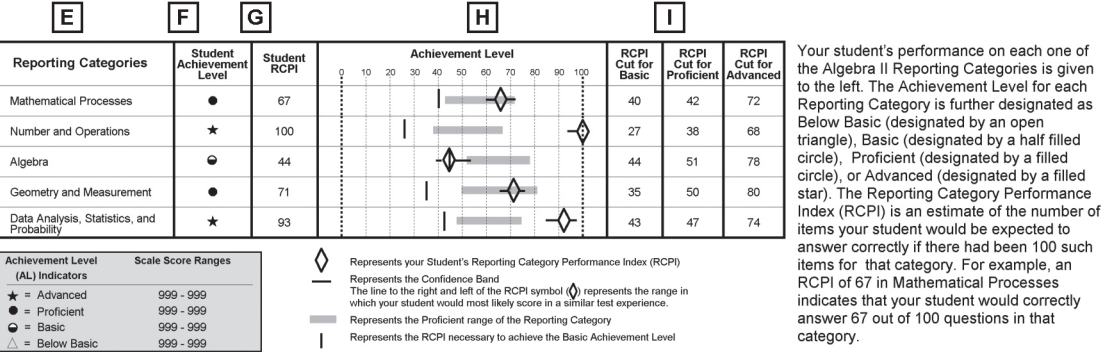 E F G H I
Reporting Categories
Student Achievement Level
Student RCPI
Achievement Level
0 10 20 30 40 50 60 70 80 90 100
RCPI Cut for Basic
RCPI Cut for Proficient
RCPI Cut for Advanced
Mathematical Processes 67 40 42 72
Number and Operations 100 27 38 68
Algebra 44 44 51 78
Geometry and Measurement 71 35 50 80
Data Analysis, Statistics, and
Probability 93 43 47 74
Achievement Level Scale Score Ranges
(AL) Indicators
★ = Advanced 999 - 999
● = Proficient 999 - 999
◒ = Basic 999 - 999
△ = Below Basic 999 - 999
Represents your Student's Reporting Category Performance Index (RCPI)
Represents the Confidence Band
The line to the right and left of the RCPI symbol (◊) represents the range in
which your student would most likely score in a similar test experience.
Represents the Proficient range of the Reporting Category
Represents the RCPI necessary to achieve the Basic Achievement Level
Your student's performance on each one of
the Algebra II Reporting Categories is given
to the left. The Achievement Level for each
Reporting Category is further designated as
Below Basic (designated by an open
triangle), Basic (designated by a half filled
circle), Proficient (designated by a filled
circle), or Advanced (designated by a filled
star). The Reporting Category Performance
Index (RCPI) is an estimate of the number of
items your student would be expected to
answer correctly if there had been 100 such
items for that category. For example, an
RCPI of 67 in Mathematical Processes
indicates that your student would correctly
answer 67 out of 100 questions in that
category.